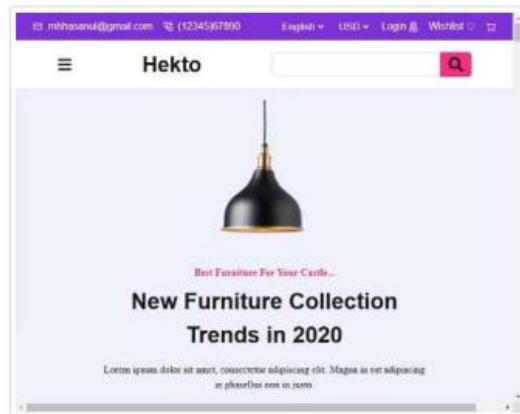 mhhasanul@gmail.com (12345)67890 English USD Login Wishlist
Hekto
Best Furniture For Your Castle...
New Furniture Collection
Trends in 2020
Lorem ipsum dolor sit amet, consectetur adipiscing elit. Magna in est adipiscing
in phasellus non in justo